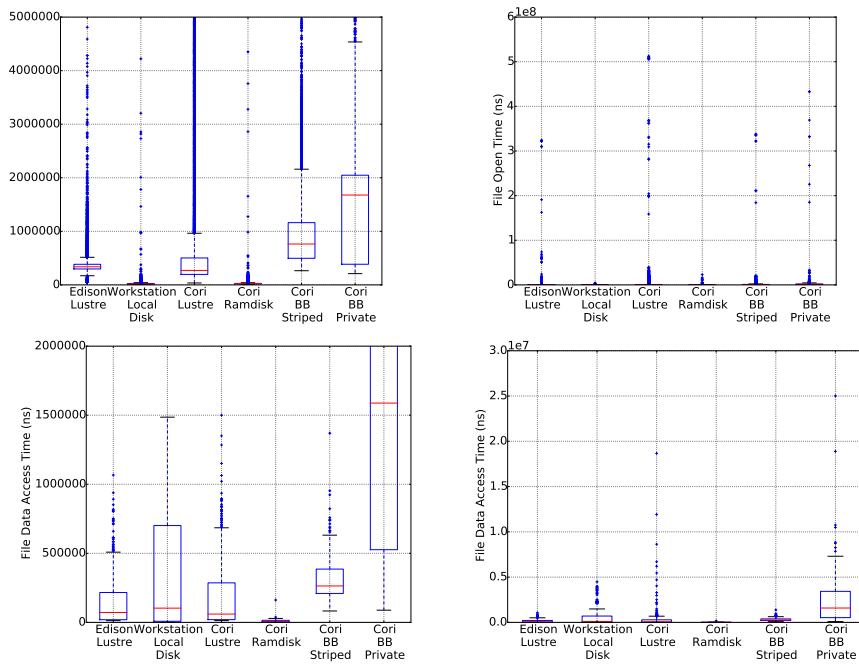 5000000
4000000
3000000
2000000
1000000
0
Edison Lustre
Workstation Local Disk
Cori Lustre
Cori Ramdisk
Cori BB Striped
Cori BB Private
1e8
6
5
4
3
2
1
0
File Open Time (ns)
Edison Lustre
Workstation Local Disk
Cori Lustre
Cori Ramdisk
Cori BB Striped
Cori BB Private
2000000
1500000
1000000
500000
0
File Data Access Time (ns)
Edison Lustre
Workstation Local Disk
Cori Lustre
Cori Ramdisk
Cori BB Striped
Cori BB Private
1e7
3.0
2.5
2.0
1.5
1.0
0.5
0.0
File Data Access Time (ns)
Edison Lustre
Workstation Local Disk
Cori Lustre
Cori Ramdisk
Cori BB Striped
Cori BB Private